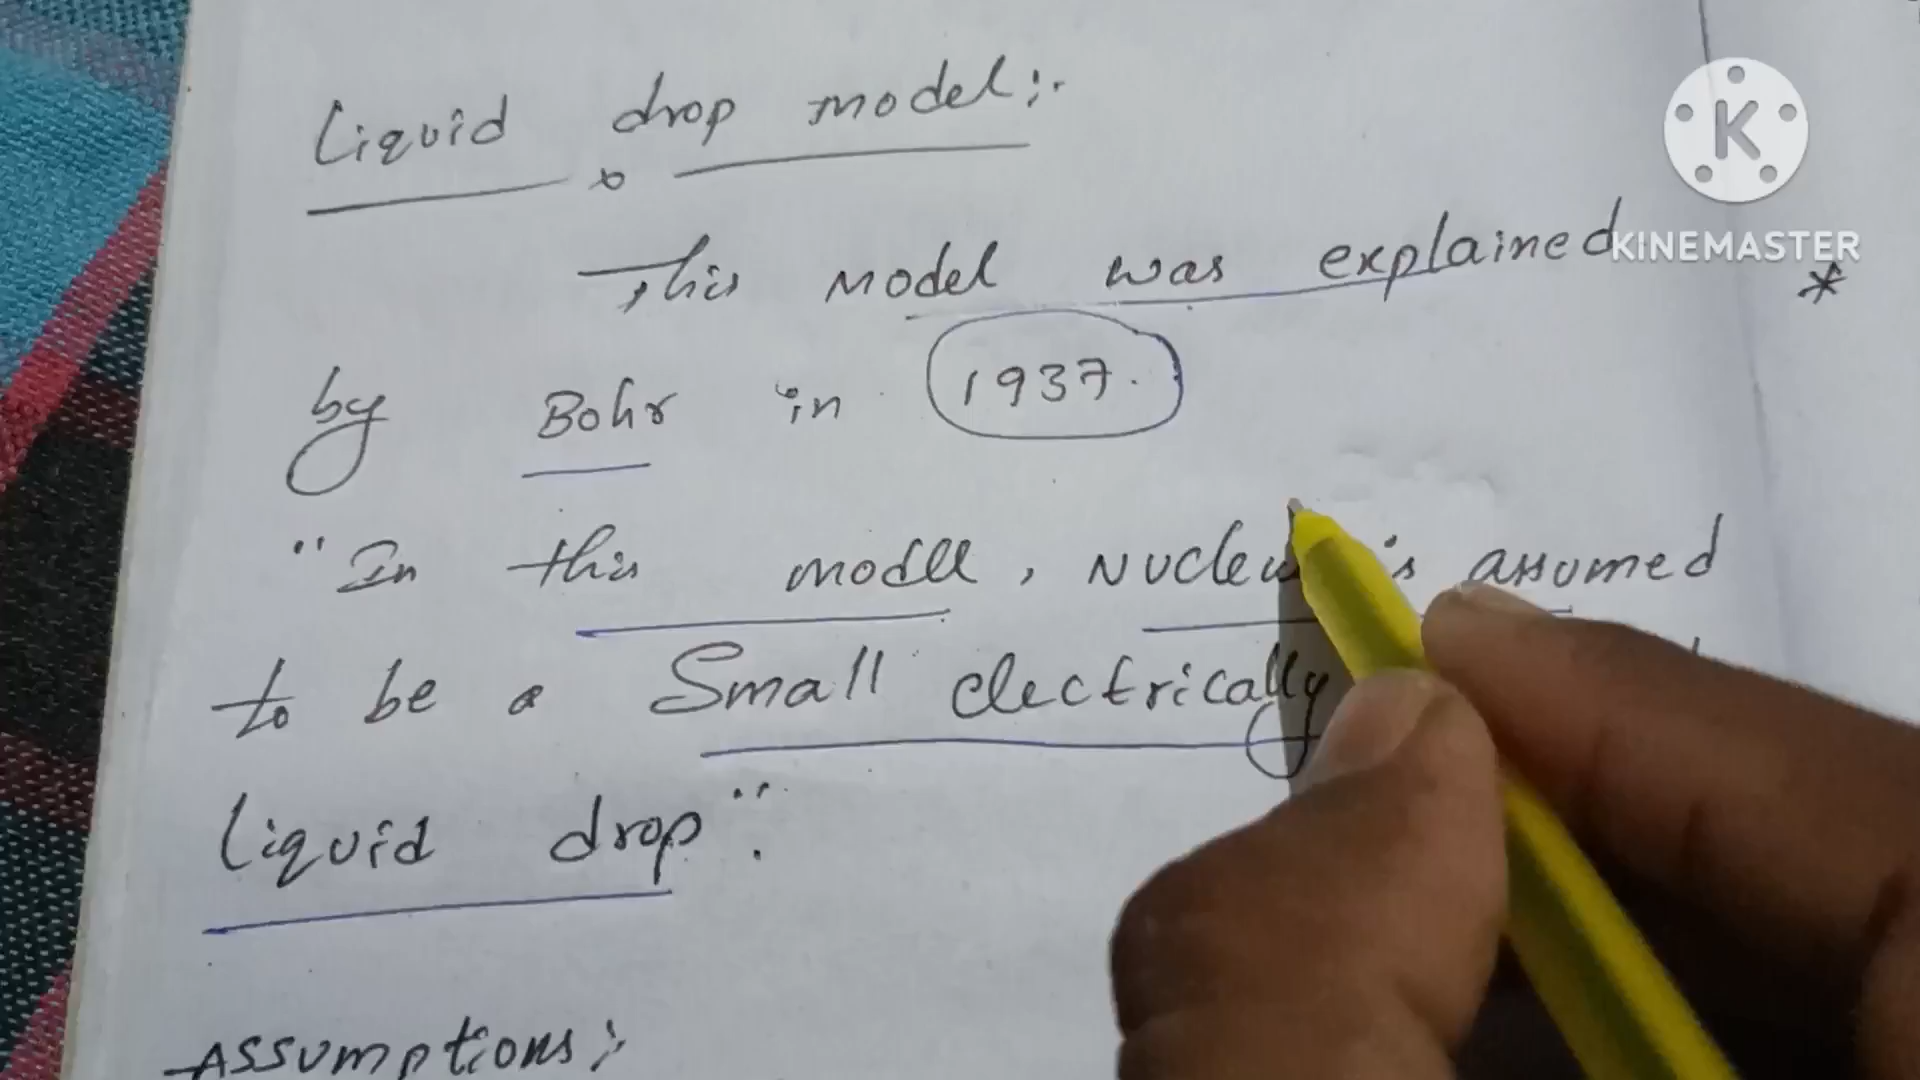 Liquid drop model:-
This model was explained
by Bohr in 1937.
"In this model, Nucleus is assumed
to be a Small electrically
liquid drop".
Assumptions:
K
KINEMASTER
*